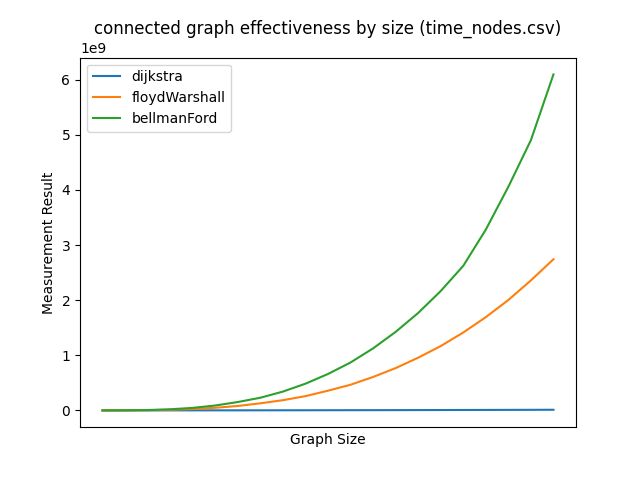 connected graph effectiveness by size (time_nodes.csv)
1e9
dijkstra
floydWarshall
bellmanFord
6
5
4
3
2
1
0
Measurement Result
Graph Size